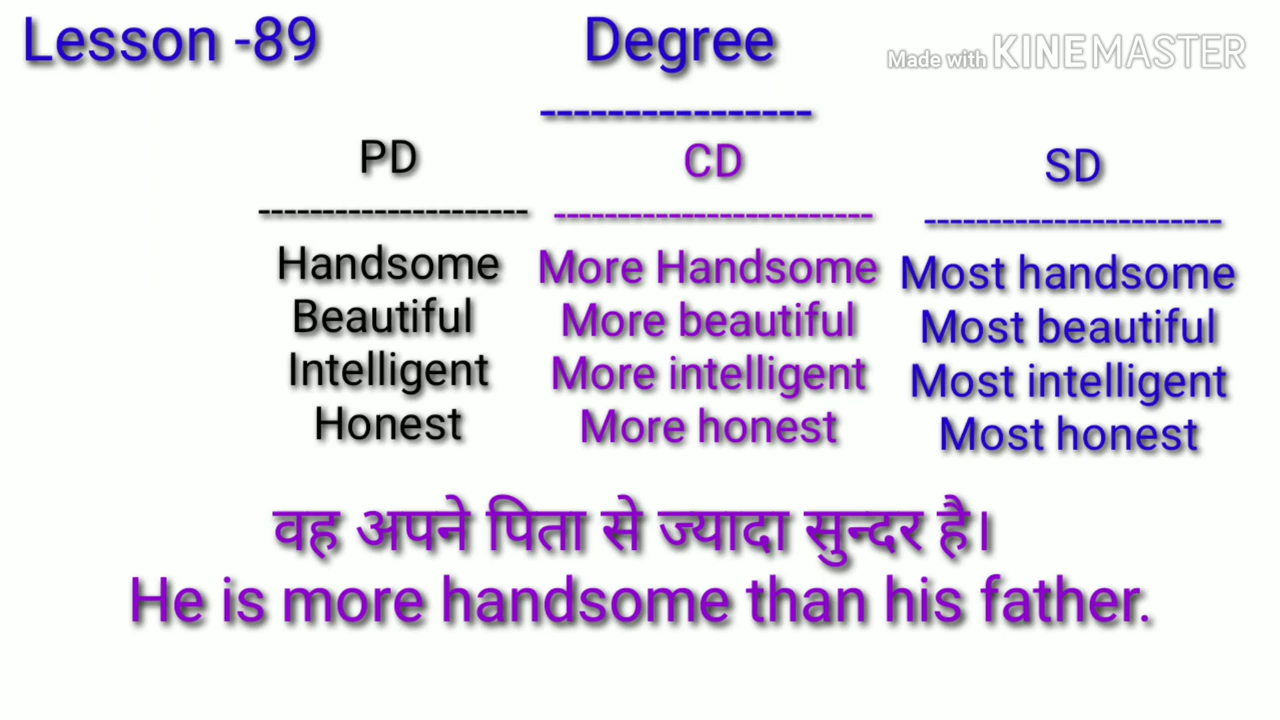 Lesson -89 Degree Made with KINEMASTER
----------------
PD CD SD
--------------------- ------------------------- -----------------------
Handsome More Handsome Most handsome
Beautiful More beautiful Most beautiful
Intelligent More intelligent Most intelligent
Honest More honest Most honest
वह अपने पिता से ज्यादा सुन्दर है।
He is more handsome than his father.